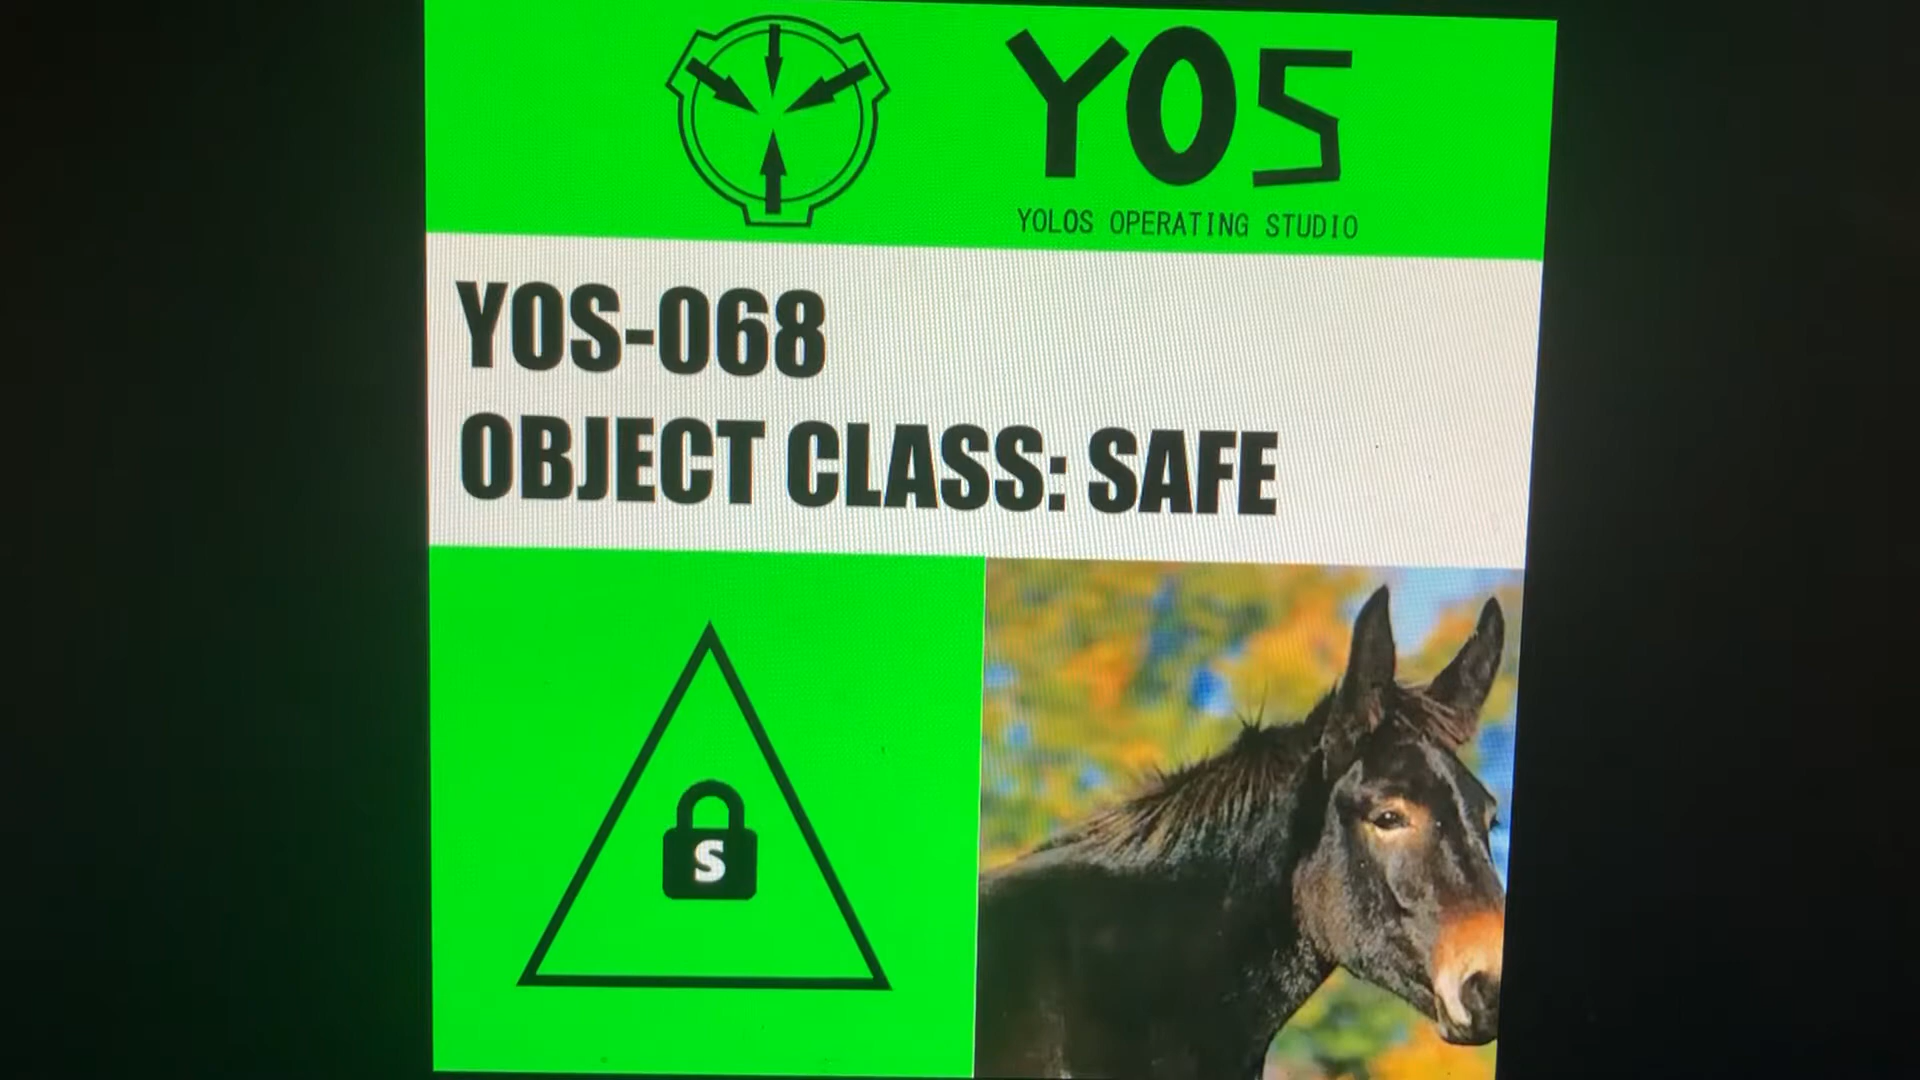 YOS
YOLOS OPERATING STUDIO
YOS-068
OBJECT CLASS: SAFE
S